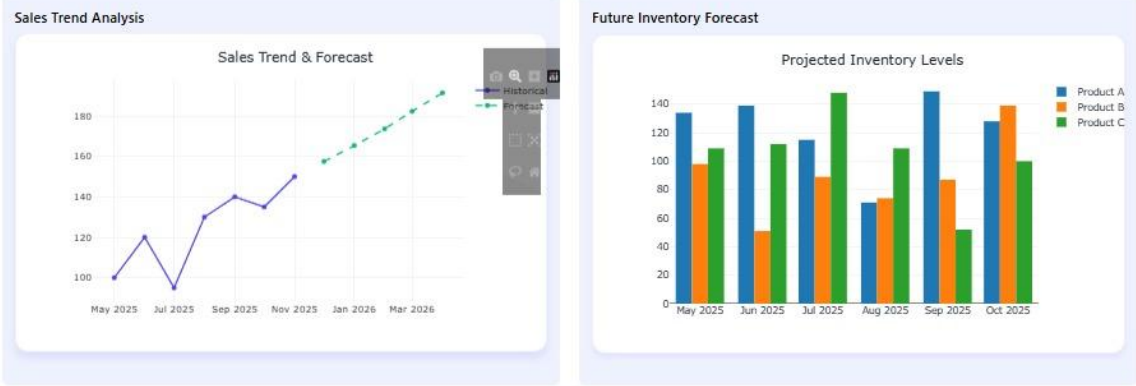 Sales Trend Analysis
Sales Trend & Forecast
Historical
Forecast
180
160
140
120
100
May 2025 Jul 2025 Sep 2025 Nov 2025 Jan 2026 Mar 2026
Future Inventory Forecast
Projected Inventory Levels
Product A
Product B
Product C
140
120
100
80
60
40
20
0
May 2025 Jun 2025 Jul 2025 Aug 2025 Sep 2025 Oct 2025